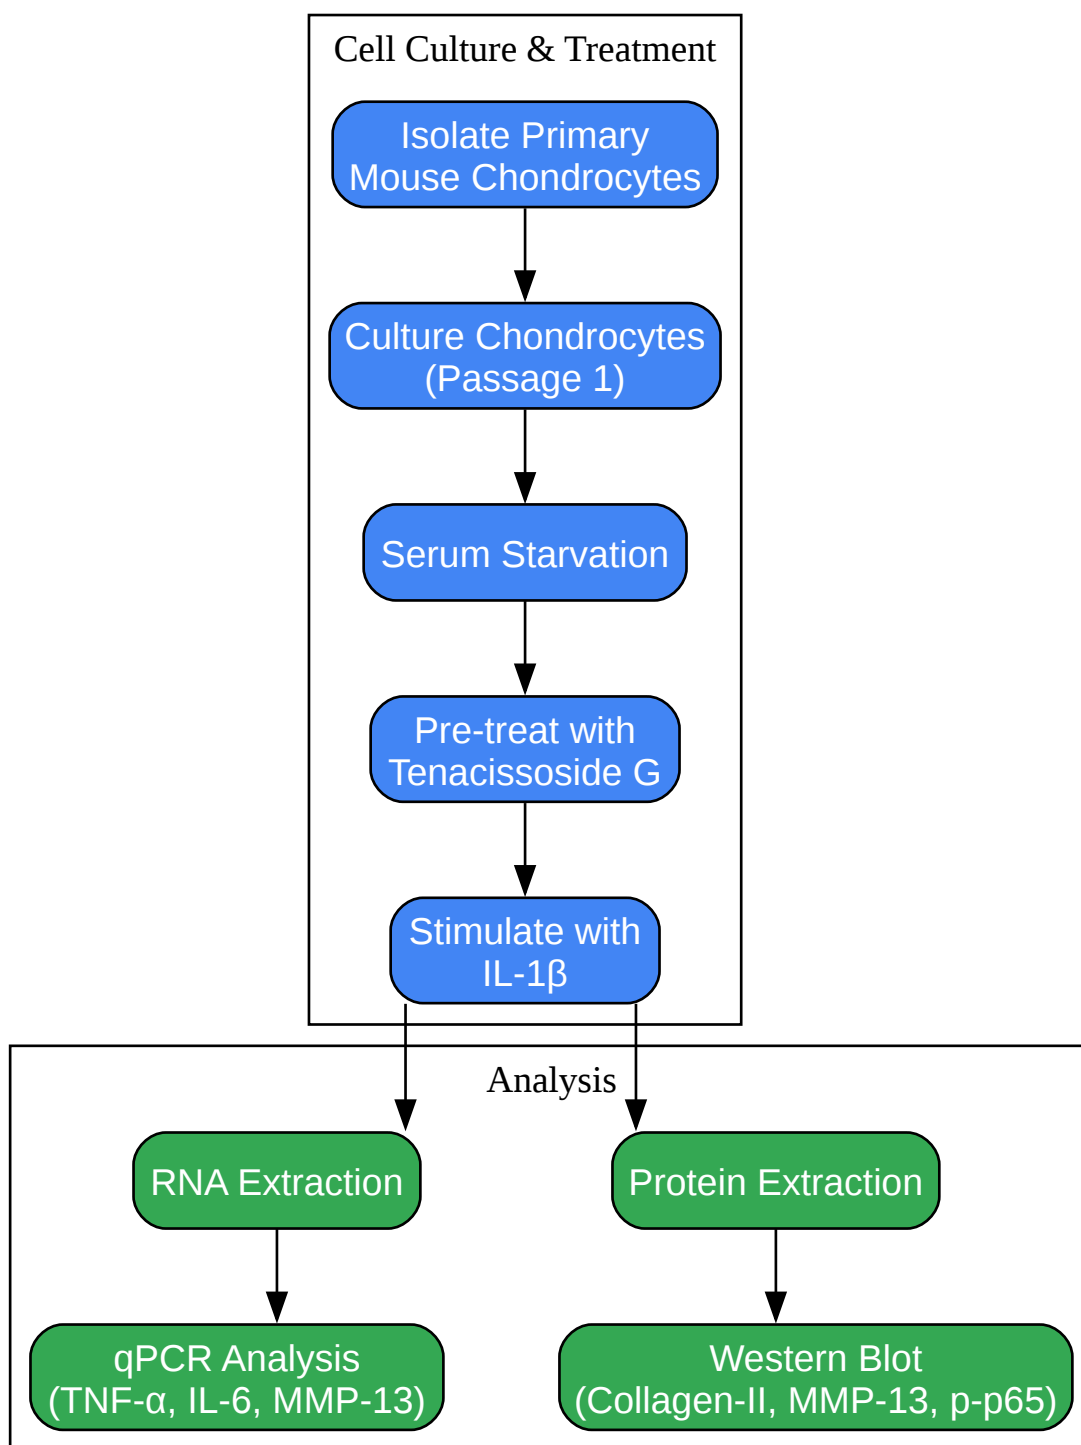 Cell Culture & Treatment
Isolate Primary
Mouse Chondrocytes
Culture Chondrocytes
(Passage 1)
Serum Starvation
Pre-treat with
Tenacissoside G
Stimulate with
IL-1β
Analysis
RNA Extraction
Protein Extraction
qPCR Analysis
(TNF-α, IL-6, MMP-13)
Western Blot
(Collagen-II, MMP-13, p-p65)